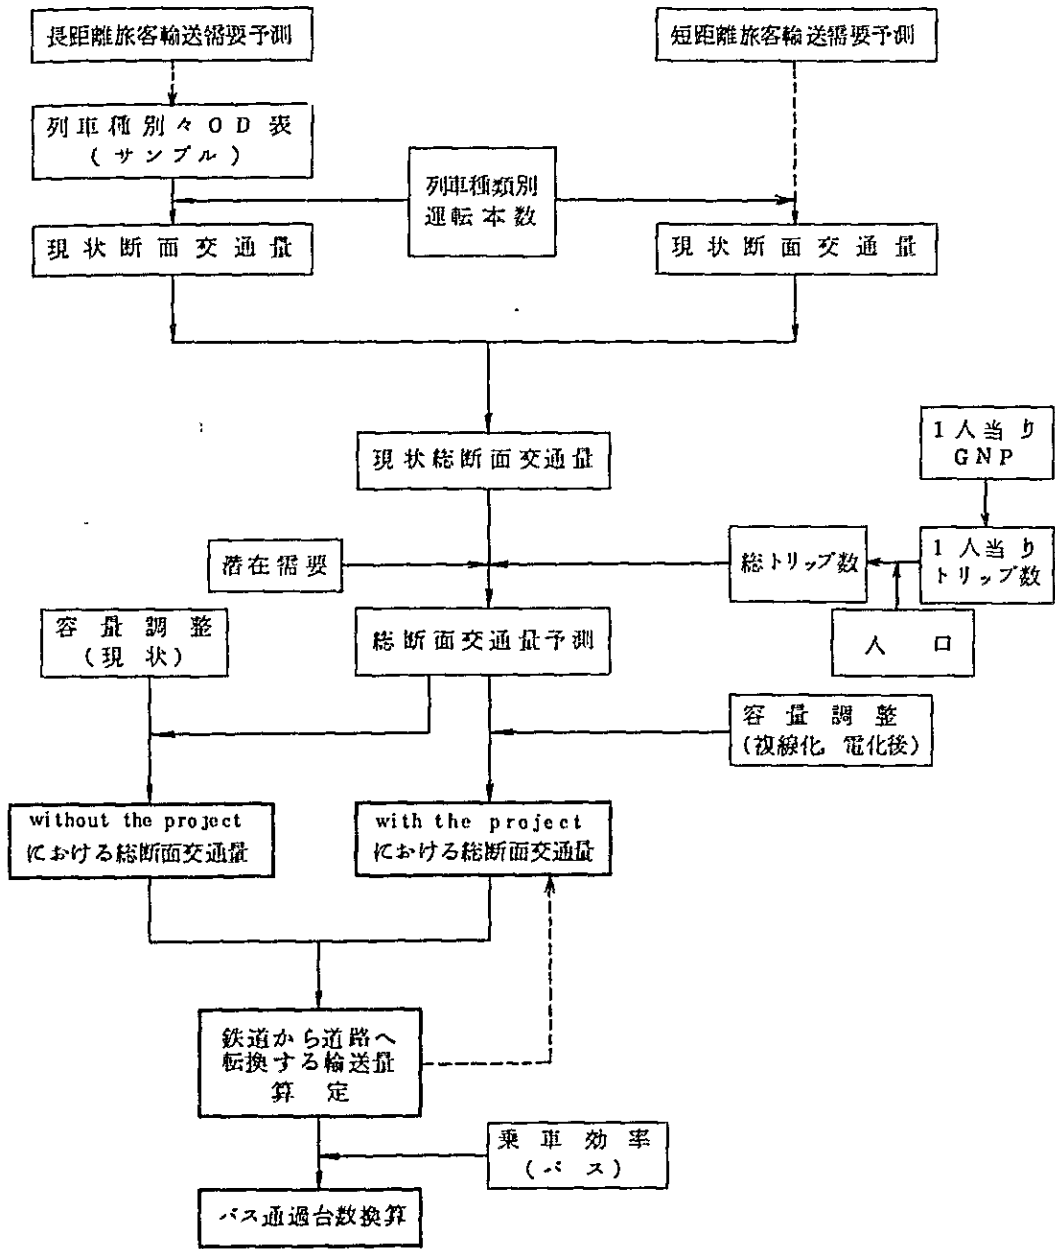 長距離旅客輸送需要予測
短距離旅客輸送需要予測
列車種別々OD表
(サンプル)
列車種類別
運転本数
現状断面交通量
現状断面交通量
現状総断面交通量
1人当り
GNP
潜在需要
総トリップ数
1人当り
トリップ数
人口
容量調整
(現状)
総断面交通量予測
容量調整
(複線化, 電化後)
without the project
における総断面交通量
with the project
における総断面交通量
鉄道から道路へ
転換する輸送量
算定
乗車効率
(バス)
バス通過台数換算